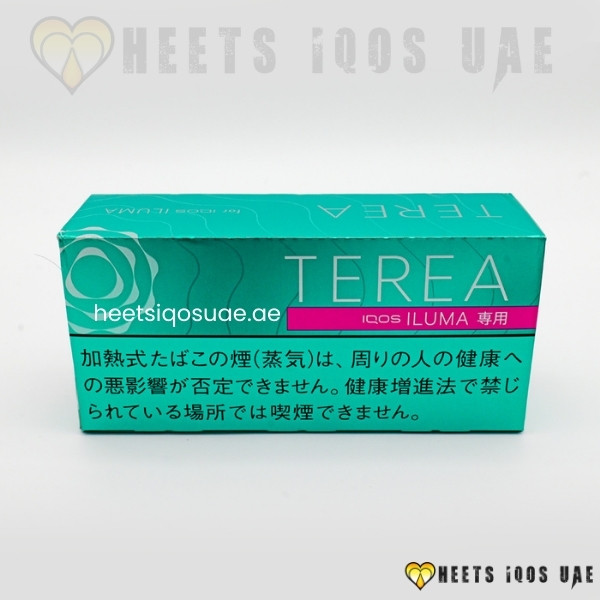 HEETS iQOS UAE
for IQOS ILUMA
TEREA
TEREA
heetsiqosuae.ae
IQOS ILUMA 専用
加熱式たばこの煙(蒸気)は、周りの人の健康へ
の悪影響が否定できません。健康増進法で禁じ
られている場所では喫煙できません。
HEETS iQOS UAE